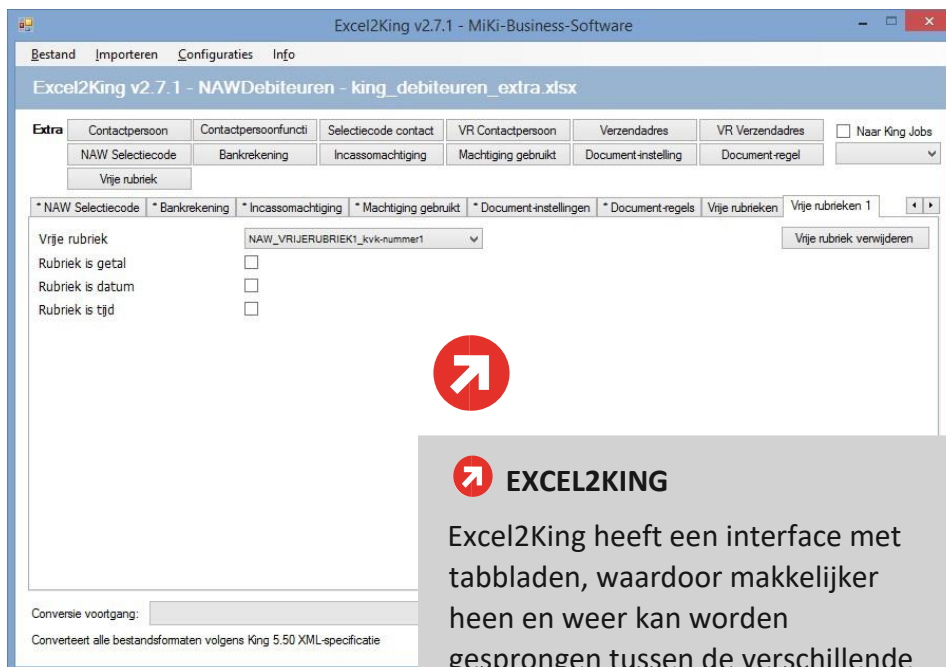 Excel2King v2.7.1 - MiKi-Business-Software
Bestand Importeren Configuraties Info
Excel2King v2.7.1 - NAWDebiteuren - king_debiteuren_extra.xlsx
Extra Contactpersoon Contactpersoonfuncti Selectiecode contact VR Contactpersoon Verzendadres VR Verzendadres Naar King Jobs
NAW Selectiecode Bankrekening Incassomachtiging Machtiging gebruikt Document-instelling Document-regel
Vrije rubriek
* NAW Selectiecode * Bankrekening * Incassomachtiging * Machtiging gebruikt * Document-instellingen * Document-regels Vrije rubrieken Vrije rubrieken 1
Vrije rubriek NAW_VRIJERUBRIEK1_kvk-nummer1 Vrije rubriek verwijderen
Rubriek is getal
Rubriek is datum
Rubriek is tijd
EXCEL2KING
Excel2King heeft een interface met
tabbladen, waardoor makkelijker
heen en weer kan worden
gesprongen tussen de verschillende
Conversie voortgang:
Converteert alle bestandsformaten volgens King 5.50 XML-specificatie